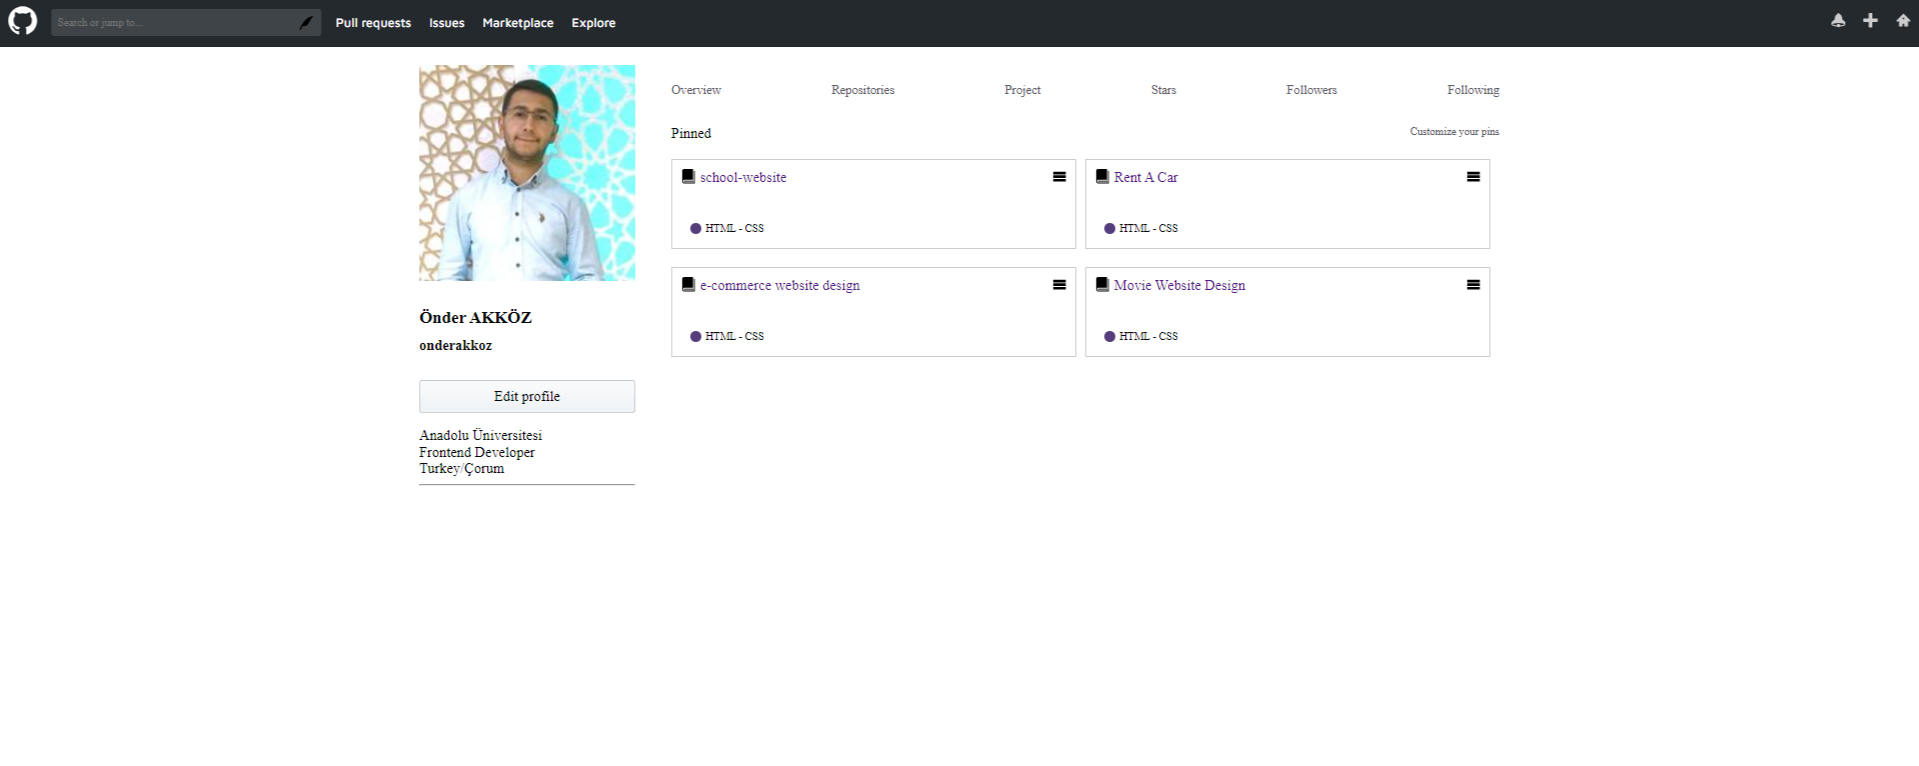 Search or jump to...
Pull requests Issues Marketplace Explore
Overview Repositories Project Stars Followers Following
Pinned
Customize your pins
school-website
HTML - CSS
Rent A Car
HTML - CSS
e-commerce website design
HTML - CSS
Movie Website Design
HTML - CSS
Önder AKKÖZ
onderakkoz
Edit profile
Anadolu Üniversitesi
Frontend Developer
Turkey/Çorum